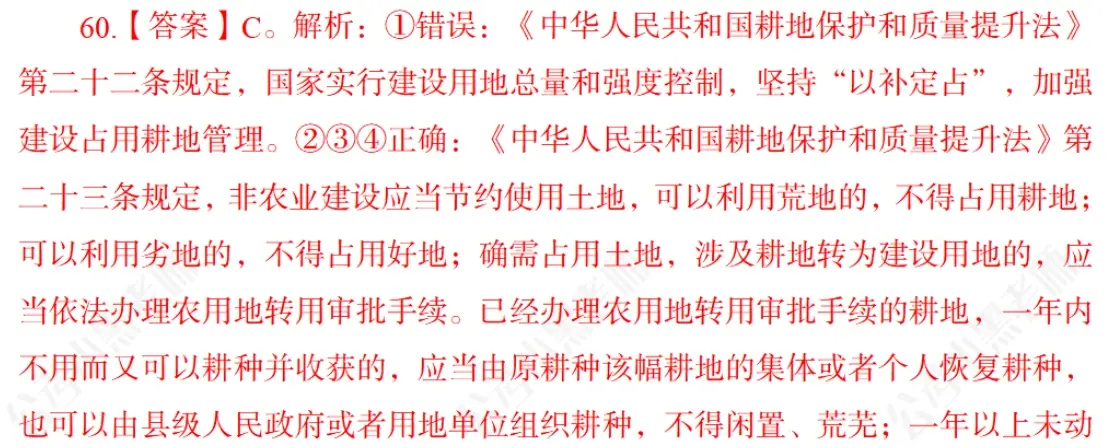 60.【答案】C。解析：①错误：《中华人民共和国耕地保护和质量提升法》
第二十二条规定，国家实行建设用地总量和强度控制，坚持“以补定占”，加强
建设占用耕地管理。②③④正确：《中华人民共和国耕地保护和质量提升法》第
二十三条规定，非农业建设应当节约使用土地，可以利用荒地的，不得占用耕地；
可以利用劣地的，不得占用好地；确需占用土地，涉及耕地转为建设用地的，应
当依法办理农用地转用审批手续。已经办理农用地转用审批手续的耕地，一年内
不用而又可以耕种并收获的，应当由原耕种该幅耕地的集体或者个人恢复耕种，
也可以由县级人民政府或者用地单位组织耕种，不得闲置、荒芜；一年以上未动